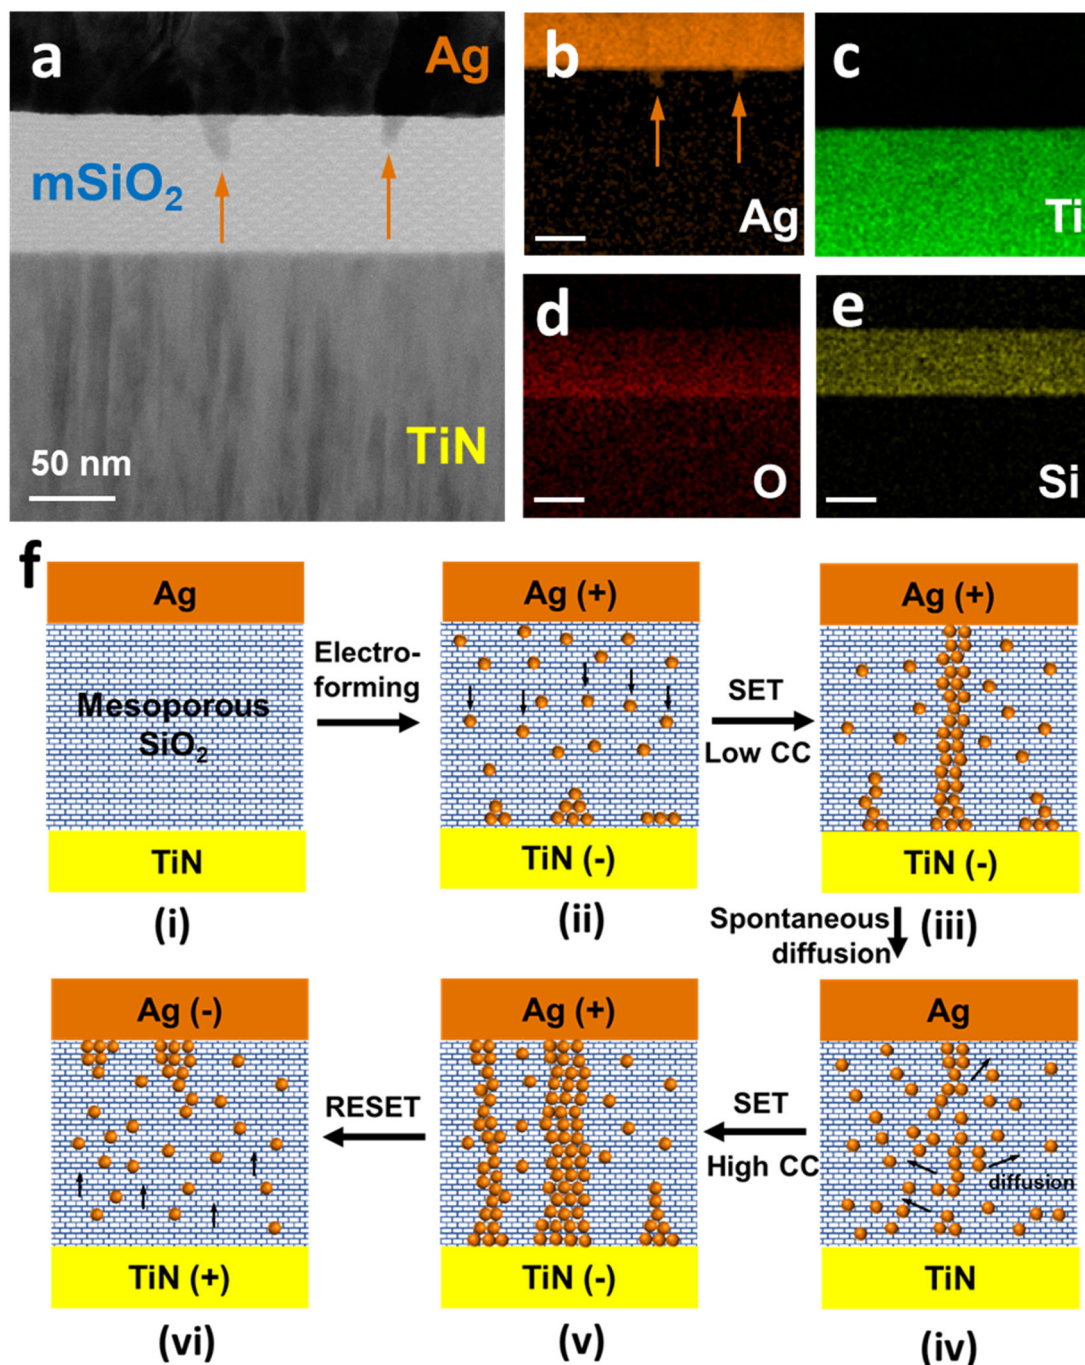 a
Ag
mSiO₂
TiN
50 nm
b
Ag
c
Ti
d
O
e
Si
f
Ag
Mesoporous
SiO₂
TiN
(i)
Electro-
forming
Ag (+)
TiN (-)
(ii)
SET
Low CC
Ag (+)
TiN (-)
(iii)
Spontaneous
diffusion
Ag
diffusion
TiN
(iv)
SET
High CC
Ag (+)
TiN (-)
(v)
RESET
Ag (-)
TiN (+)
(vi)